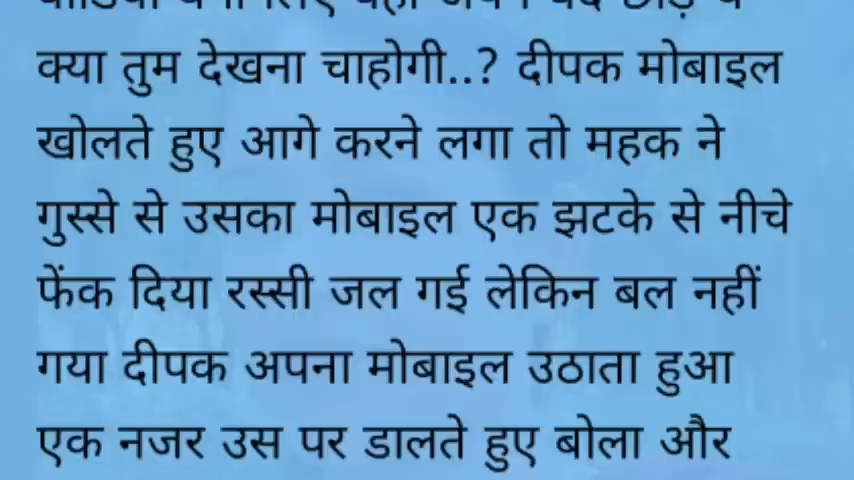 क्या तुम देखना चाहोगी..? दीपक मोबाइल
खोलते हुए आगे करने लगा तो महक ने
गुस्से से उसका मोबाइल एक झटके से नीचे
फेंक दिया रस्सी जल गई लेकिन बल नहीं
गया दीपक अपना मोबाइल उठाता हुआ
एक नजर उस पर डालते हुए बोला और